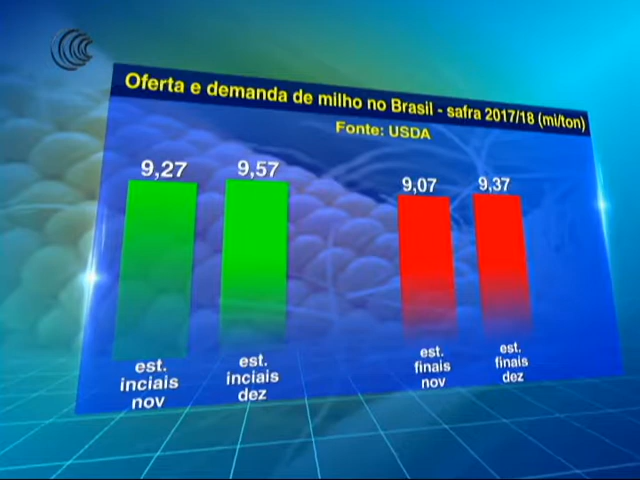 Oferta e demanda de milho no Brasil - safra 2017/18 (mi/ton)
Fonte: USDA
9,27
9,57
9,07
9,37
est.
inciais
nov
est.
inciais
dez
est.
finais
nov
est.
finais
dez